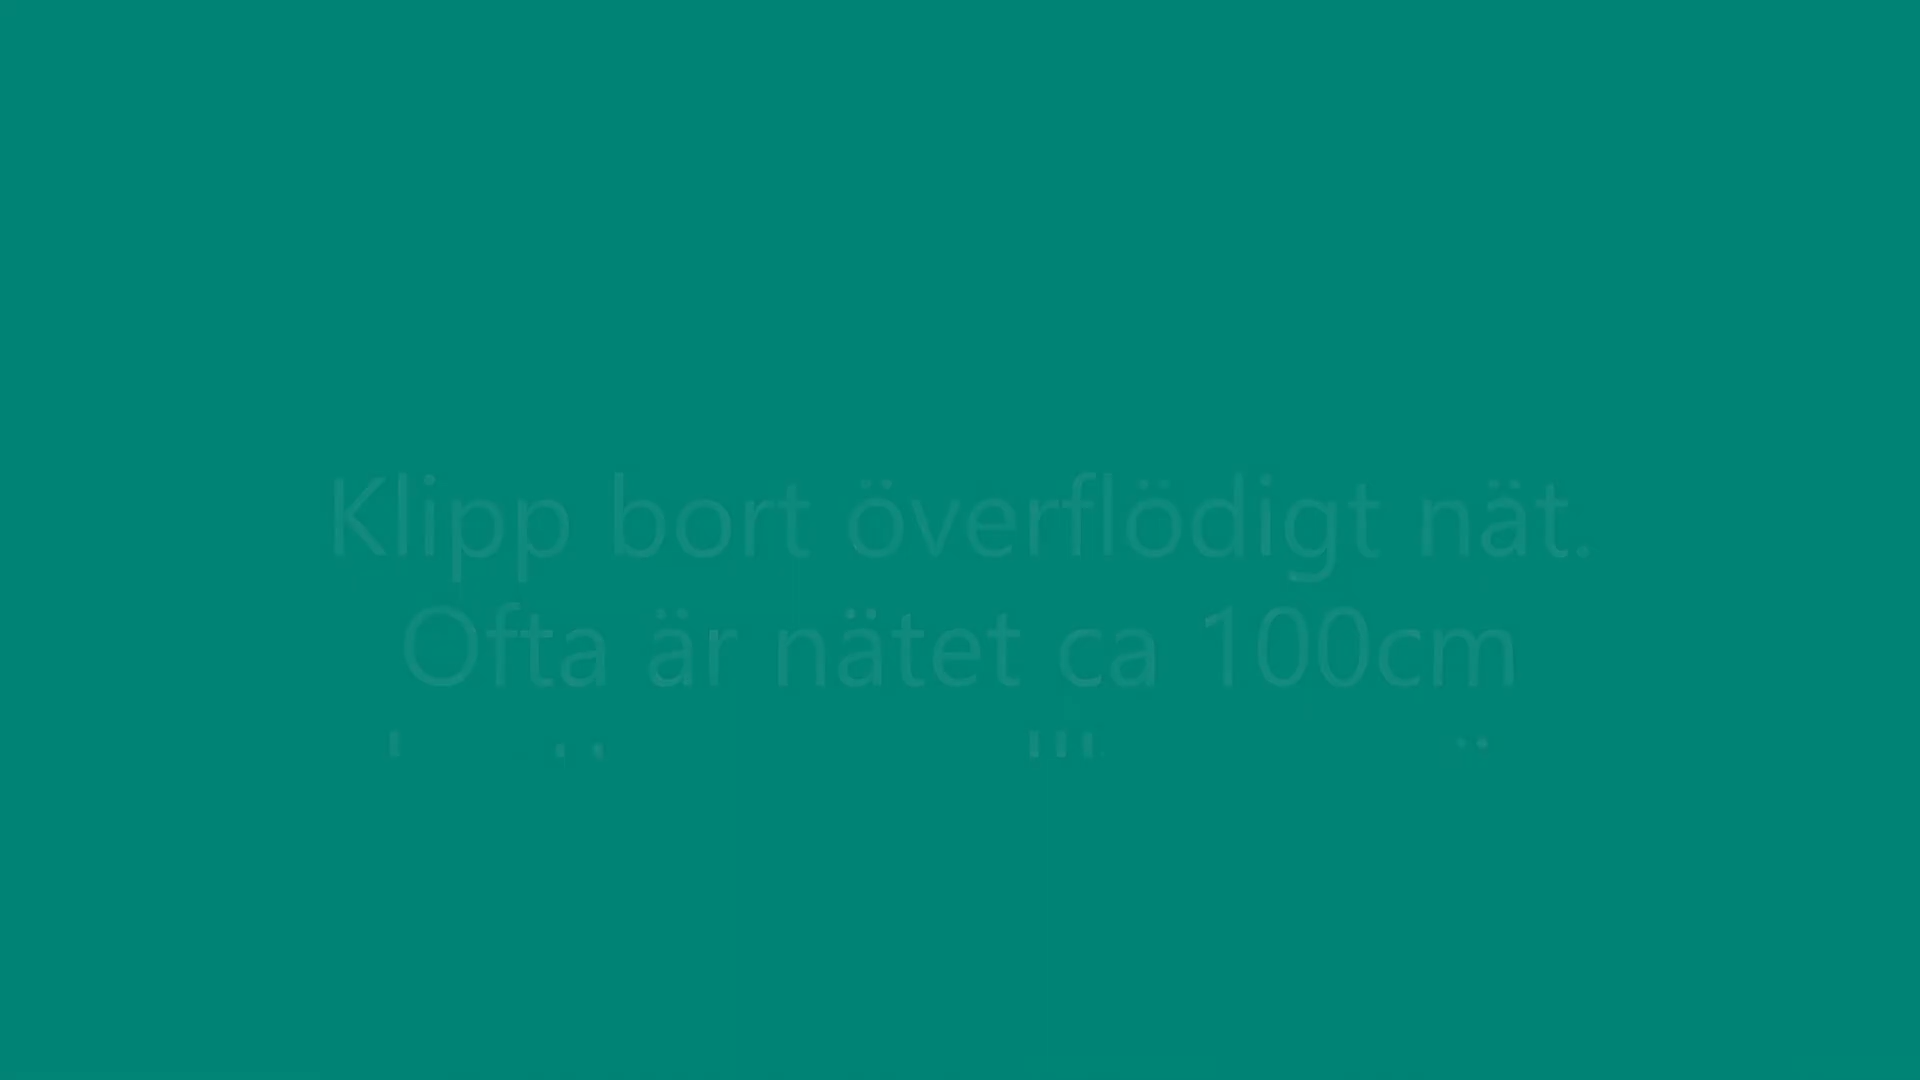 Klipp bort överflödigt nät.
Ofta är nätet ca 100cm